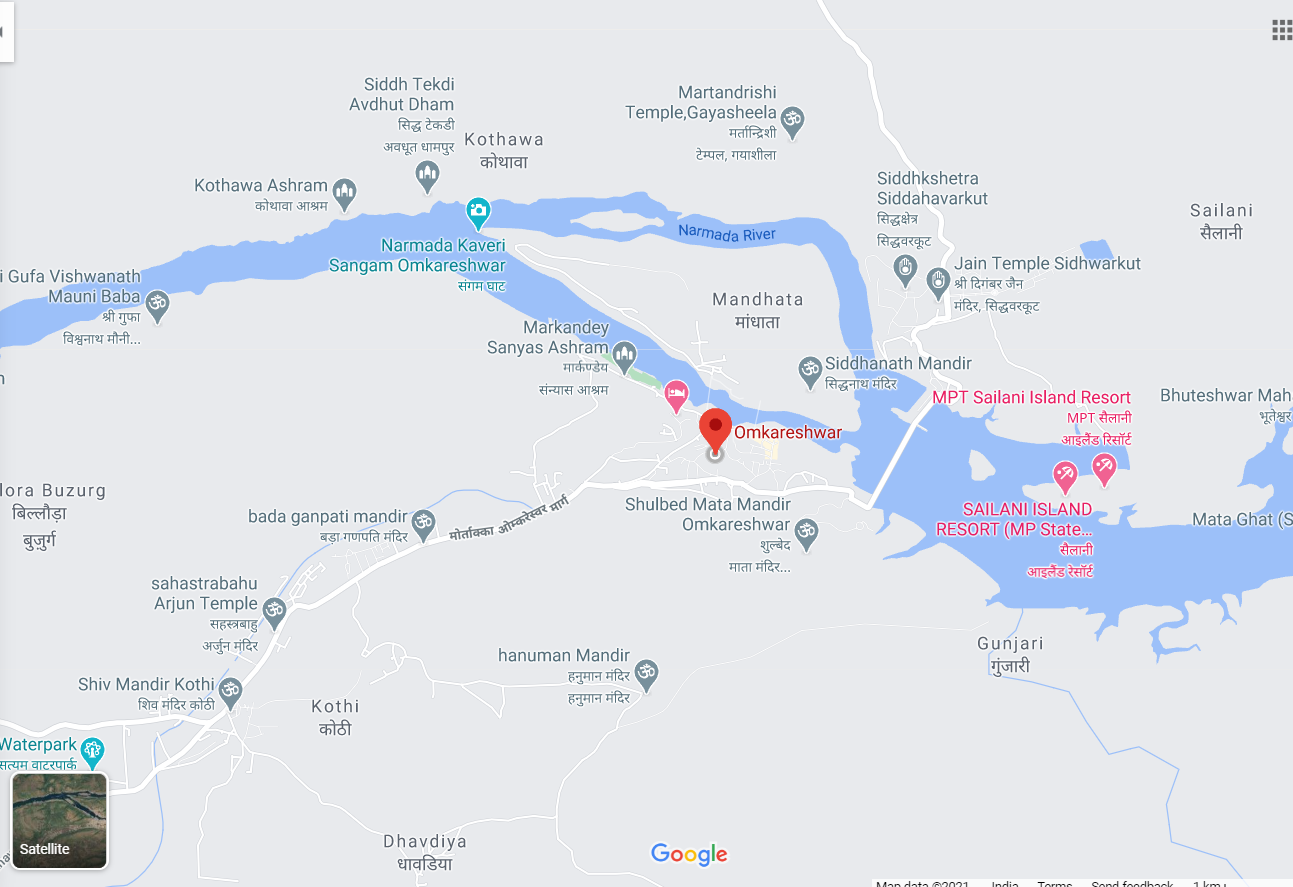 Siddh Tekdi
Avdhut Dham
सिद्ध टेकडी
अवधूत धामपुर
Kothawa
कोथावा
Martandrishi
Temple,Gayasheela
मर्तान्द्रिशी
टेम्पल, गयाशीला
Kothawa Ashram
कोथावा आश्रम
Siddhkshetra
Siddahavarkut
सिद्धक्षेत्र
सिद्धवरकूट
Sailani
सैलानी
Narmada River
Narmada Kaveri
Sangam Omkareshwar
संगम घाट
i Gufa Vishwanath
Mauni Baba
श्री गुफा
विश्वनाथ मौनी...
Jain Temple Sidhwarkut
श्री दिगंबर जैन
मंदिर, सिद्धवरकूट
Mandhata
मांधाता
Markandey
Sanyas Ashram
मार्कण्डेय
संन्यास आश्रम
Siddhanath Mandir
सिद्धनाथ मंदिर
MPT Sailani Island Resort
MPT सैलानी
आइलैंड रिसॉर्ट
Bhuteshwar Mah
भूतेश्वर
Omkareshwar
lora Buzurg
बिल्लौड़ा
बुज़ुर्ग
bada ganpati mandir
बडा गणपति मंदिर
मोर्ताक्का ओम्करेस्वर मार्ग
Shulbed Mata Mandir
Omkareshwar
शुल्बेद
माता मंदिर...
SAILANI ISLAND
RESORT (MP State...
सैलानी
आइलैंड रेसॉर्ट
Mata Ghat (S
sahastrabahu
Arjun Temple
सहस्त्रबाहु
अर्जुन मंदिर
Gunjari
गुंजारी
hanuman Mandir
हनुमान मंदिर
हनुमान मंदिर
Shiv Mandir Kothi
शिव मंदिर कोठी
Kothi
कोठी
Waterpark
सत्यम वाटरपार्क
Satellite
Dhavdiya
धावडिया
Google
Map data ©2021 India Terms Send feedback 1 km